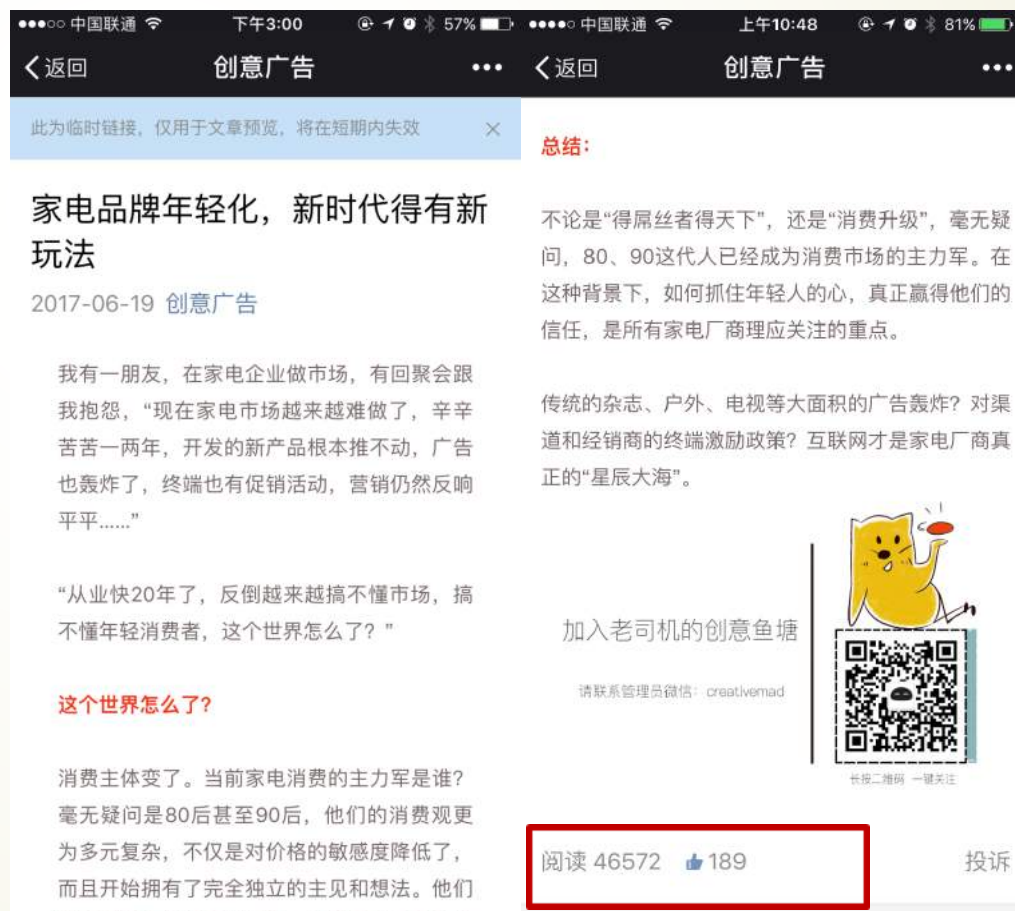 中国联通 下午3:00 57%
返回 创意广告
此为临时链接，仅用于文章预览，将在短期内失效
家电品牌年轻化，新时代得有新
玩法
2017-06-19 创意广告
我有一朋友，在家电企业做市场，有回聚会跟
我抱怨，“现在家电市场越来越难做了，辛辛
苦苦一两年，开发的新产品根本推不动，广告
也轰炸了，终端也有促销活动，营销仍然反响
平平……”
“从业快20年了，反倒越来越搞不懂市场，搞
不懂年轻消费者，这个世界怎么了？”
这个世界怎么了？
消费主体变了。当前家电消费的主力军是谁？
毫无疑问是80后甚至90后，他们的消费观更
为多元复杂，不仅是对价格的敏感度降低了，
而且开始拥有了完全独立的主见和想法。他们
中国联通 上午10:48 81%
返回 创意广告
总结：
不论是“得屌丝者得天下”，还是“消费升级”，毫无疑
问，80、90这代人已经成为消费市场的主力军。在
这种背景下，如何抓住年轻人的心，真正赢得他们的
信任，是所有家电厂商理应关注的重点。
传统的杂志、户外、电视等大面积的广告轰炸？对渠
道和经销商的终端激励政策？互联网才是家电厂商真
正的“星辰大海”。
加入老司机的创意鱼塘
请联系管理员微信：creativemad
长按二维码 一键关注
阅读 46572 189 投诉